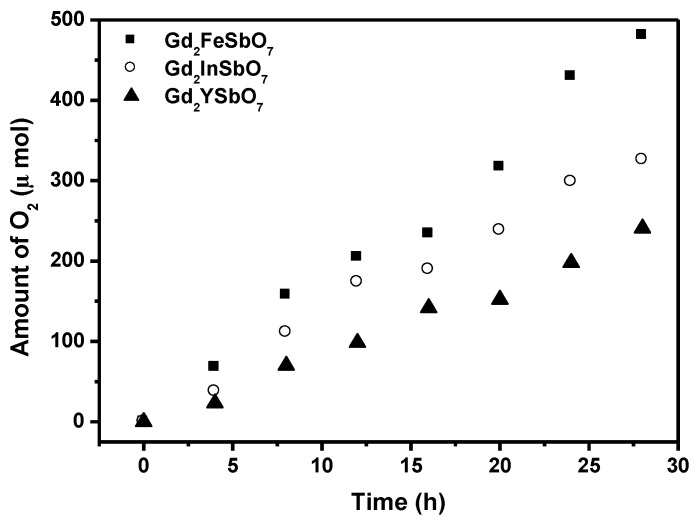 500
400
300
200
100
0
Amount of O₂ (μ mol)
Gd₂FeSbO₇
Gd₂InSbO₇
Gd₂YSbO₇
0 5 10 15 20 25 30
Time (h)